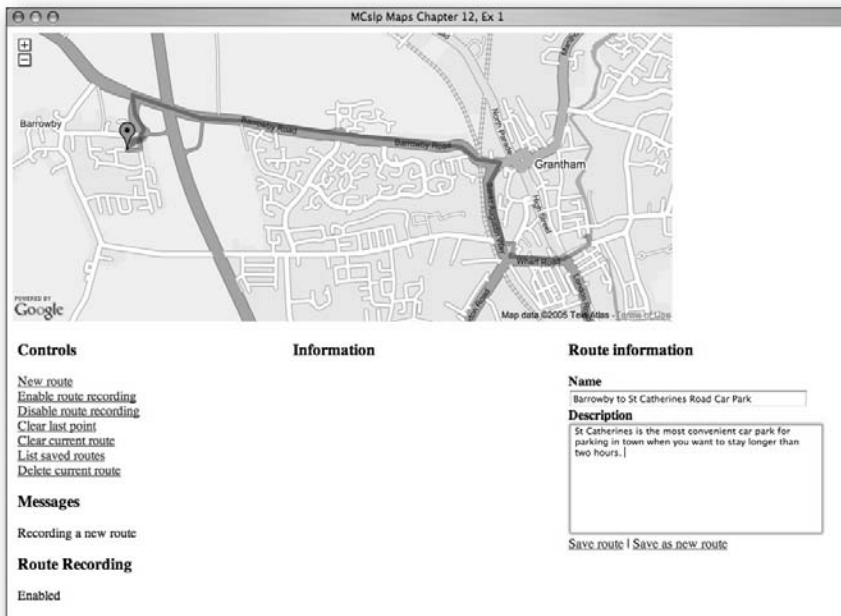 MCslp Maps Chapter 12, Ex 1
+
−
Barrowby
Barrowby Road
Barrowby Road
North Parade
Grantham
High Street
Wharf Road
POWERED BY
Google
Map data ©2005 Tele Atlas - Terms of Use
Controls
New route
Enable route recording
Disable route recording
Clear last point
Clear current route
List saved routes
Delete current route
Messages
Recording a new route
Route Recording
Enabled
Information
Route information
Name
Barrowby to St Catherines Road Car Park
Description
St Catherines is the most convenient car park for
parking in town when you want to stay longer than
two hours.
Save route | Save as new route